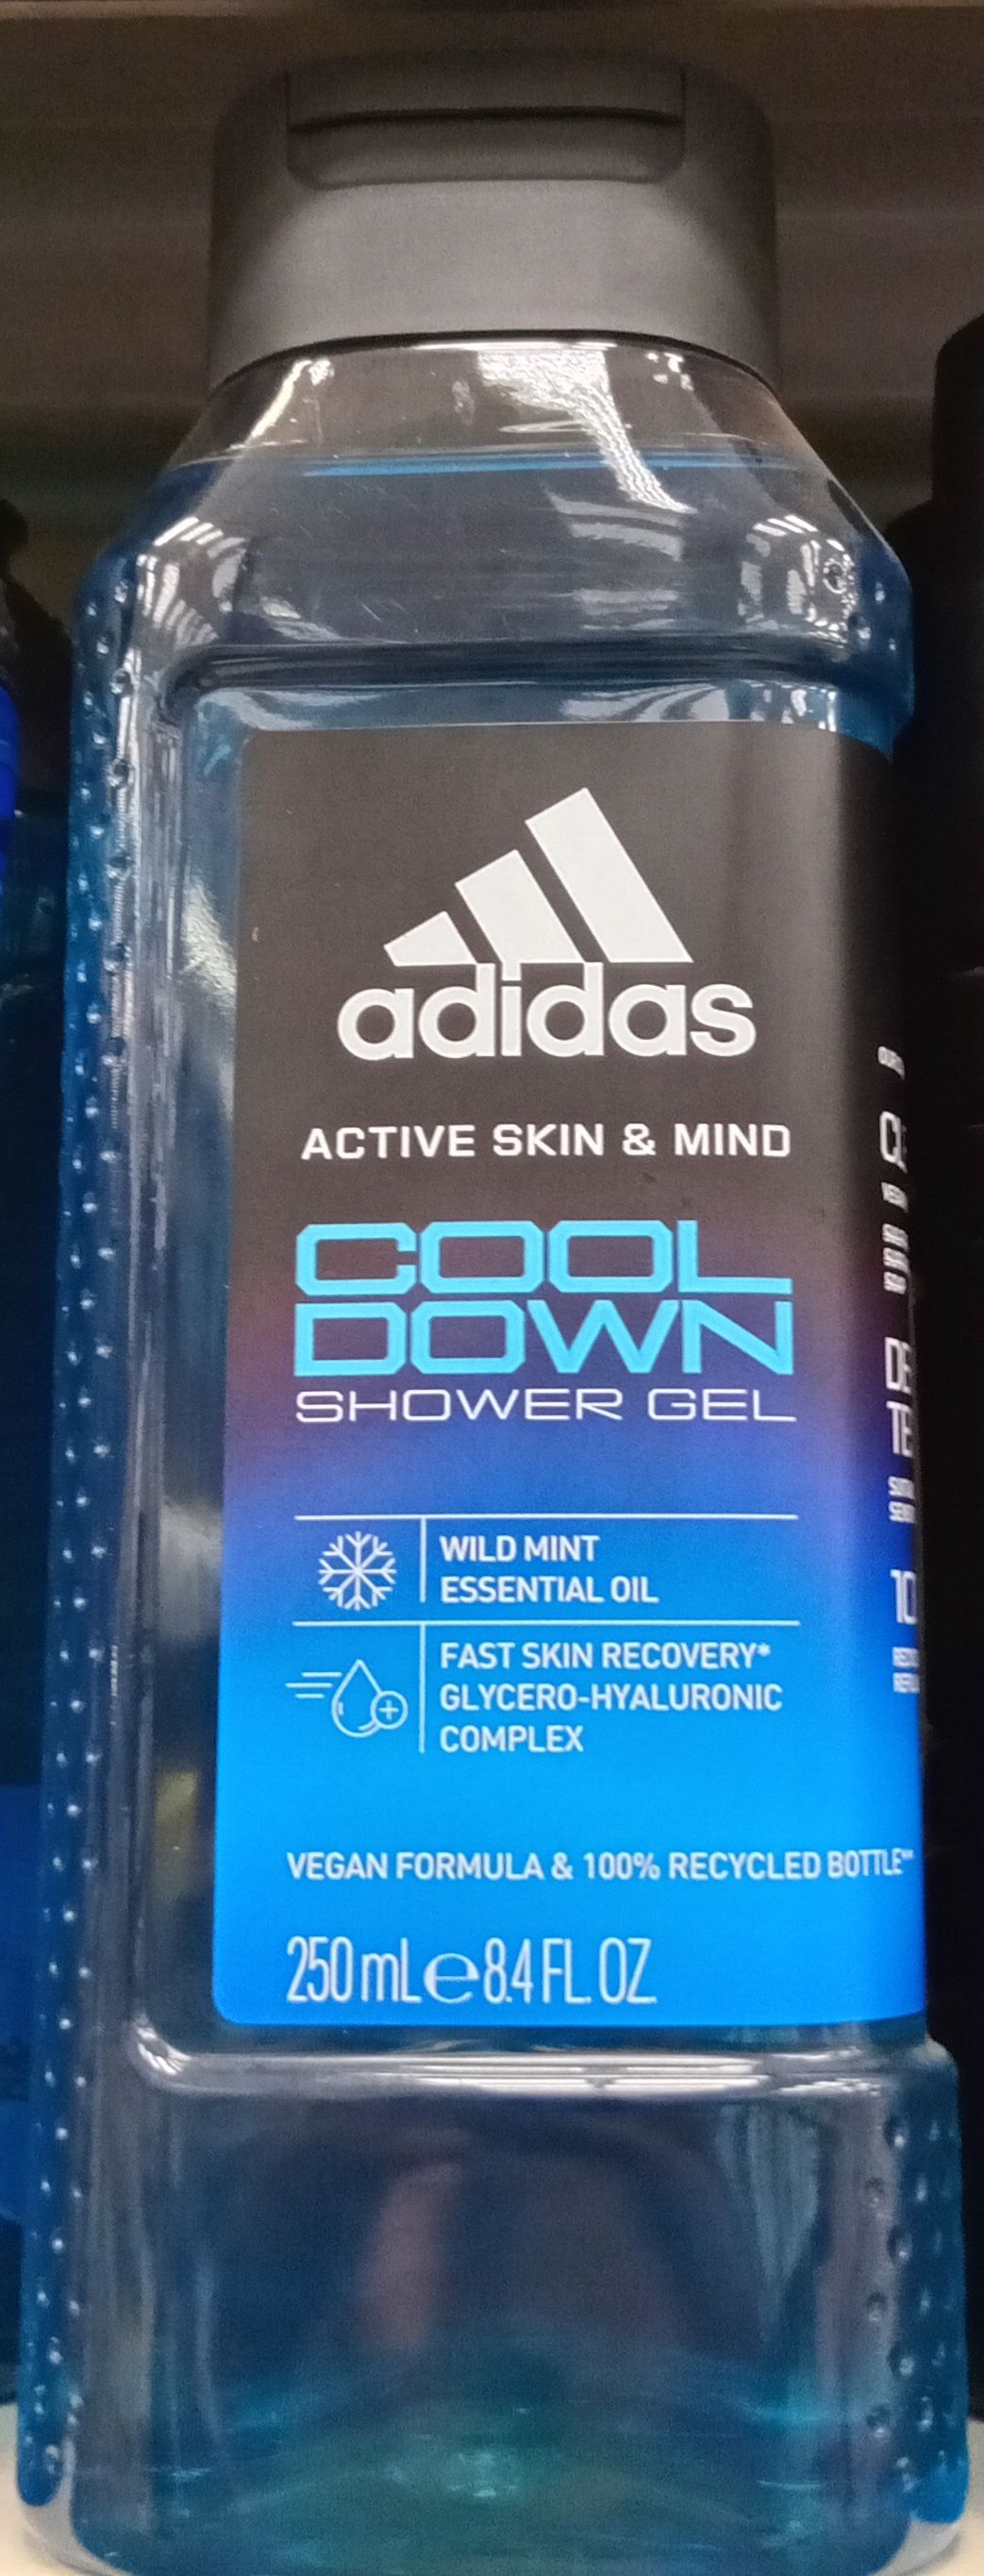 adidas
ACTIVE SKIN & MIND
COOL
DOWN
SHOWER GEL
WILD MINT
ESSENTIAL OIL
FAST SKIN RECOVERY*
GLYCERO-HYALURONIC
COMPLEX
VEGAN FORMULA & 100% RECYCLED BOTTLE**
250 mL e 8.4 FL. OZ.